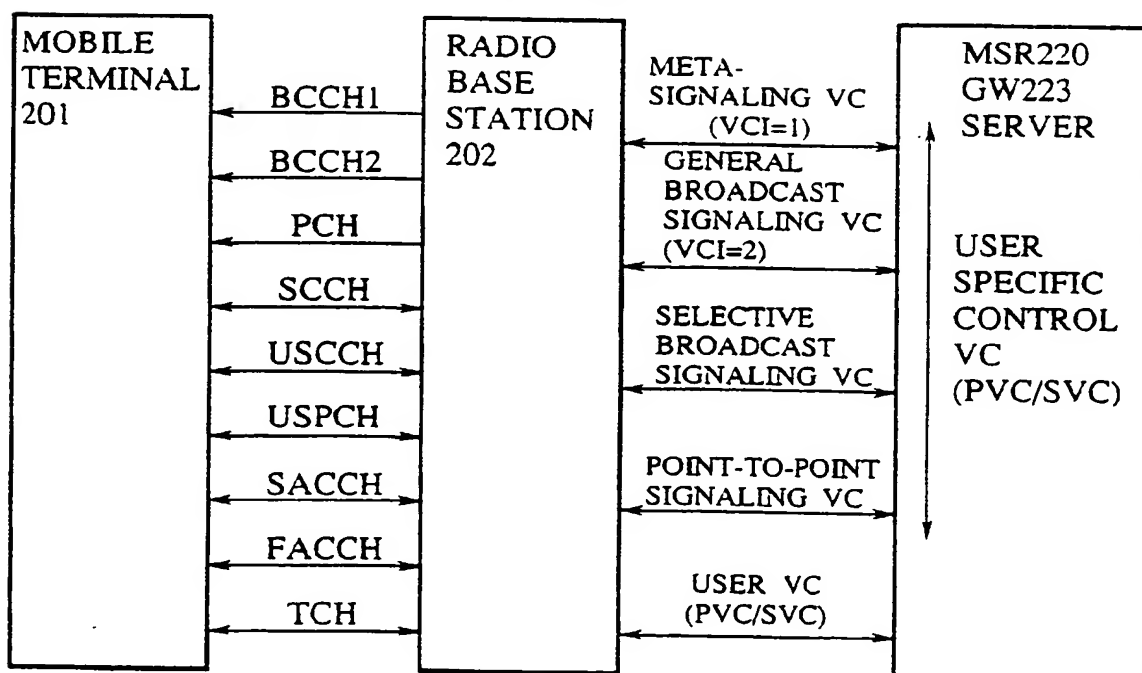 MOBILE
TERMINAL
201
BCCH1
BCCH2
PCH
SCCH
USCCH
USPCH
SACCH
FACCH
TCH
RADIO
BASE
STATION
202
META-
SIGNALING VC
(VCI=1)
GENERAL
BROADCAST
SIGNALING VC
(VCI=2)
SELECTIVE
BROADCAST
SIGNALING VC
POINT-TO-POINT
SIGNALING VC
USER VC
(PVC/SVC)
MSR220
GW223
SERVER
USER
SPECIFIC
CONTROL
VC
(PVC/SVC)